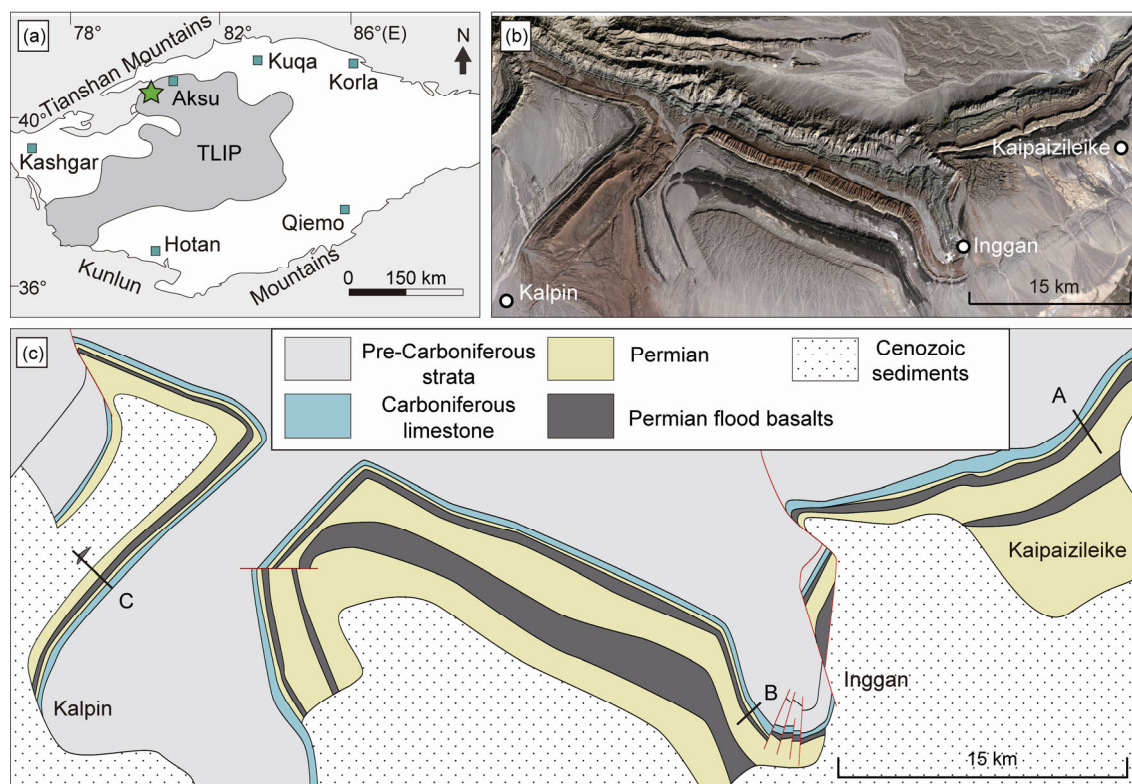 (a)
78°
82°
86°(E)
N
Tianshan Mountains
Kuqa
Korla
Aksu
40°
TLIP
Kashgar
Qiemo
Hotan
36°
Kunlun
Mountains
0 150 km
(b)
Kaipaizileike
Inggan
Kalpin
15 km
(c)
Pre-Carboniferous
strata
Permian
Cenozoic
sediments
Carboniferous
limestone
Permian flood basalts
A
Kaipaizileike
C
B
Inggan
Kalpin
15 km